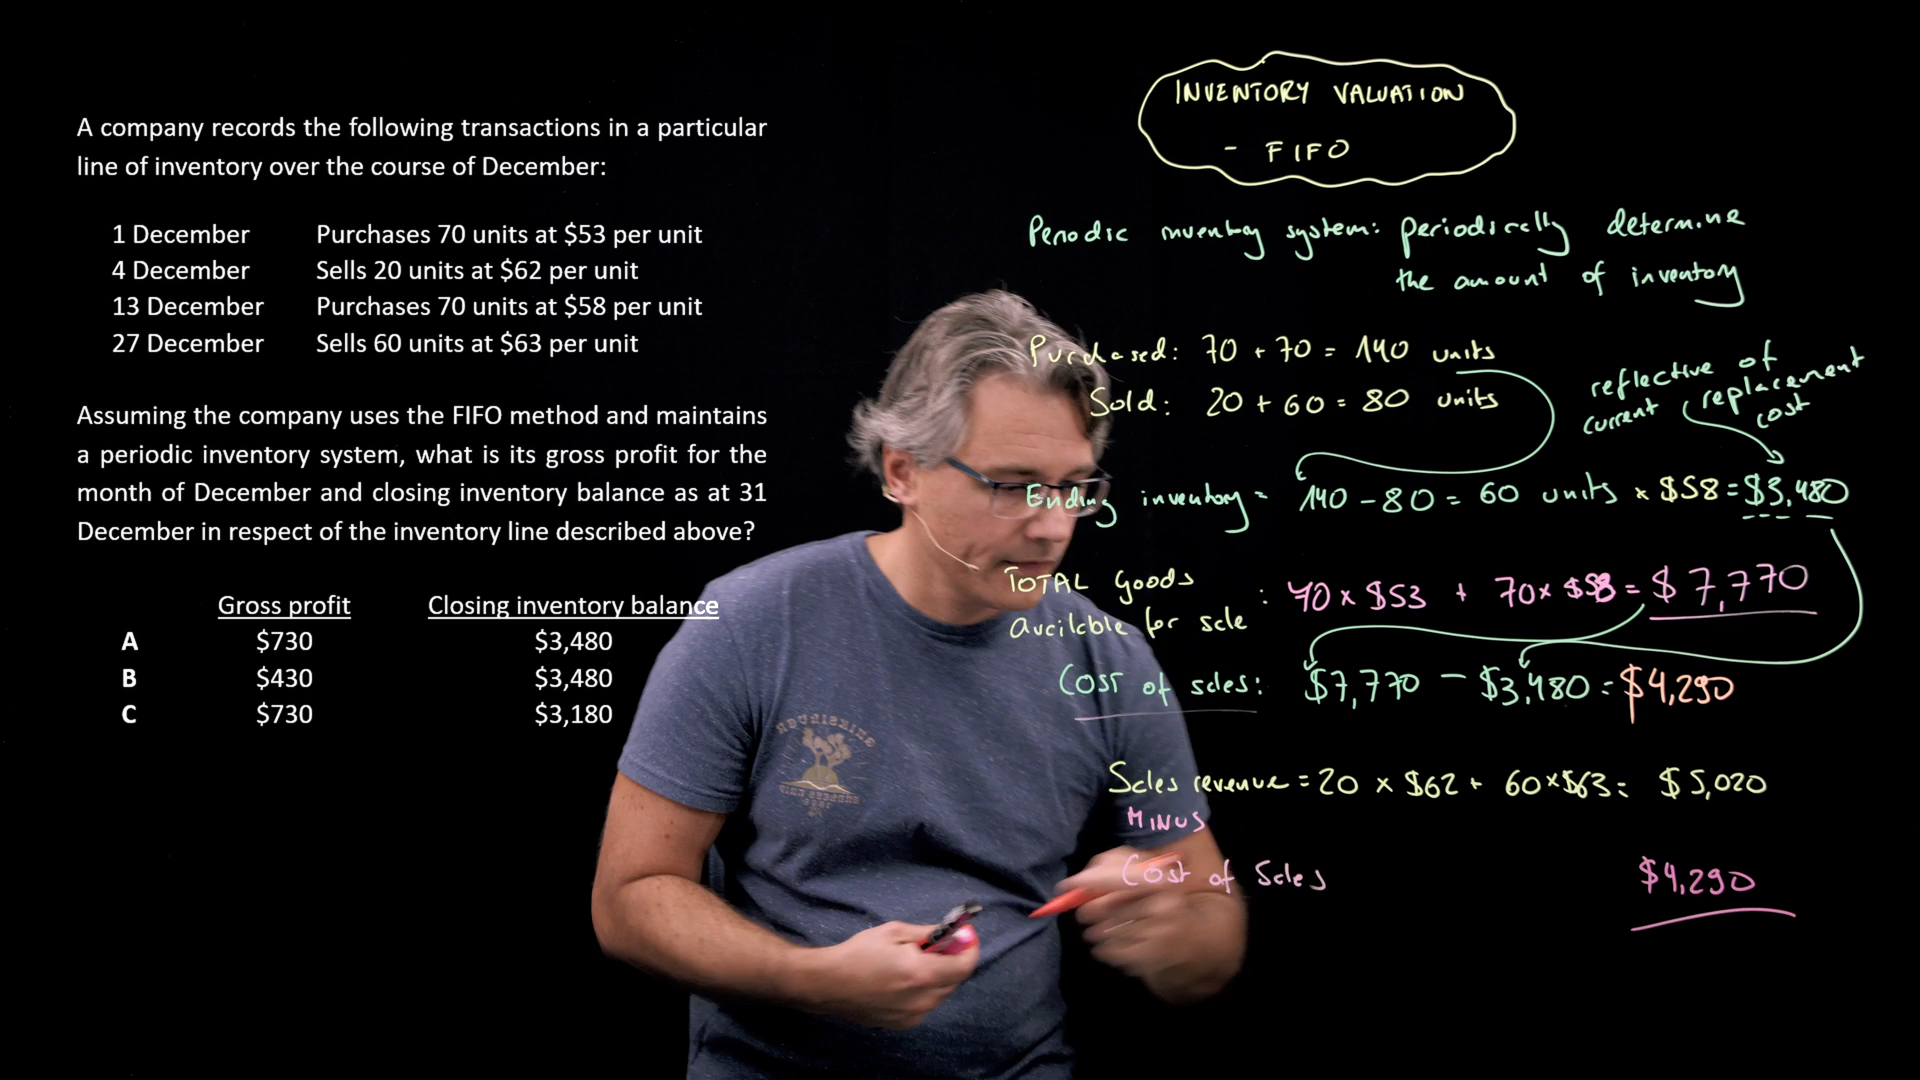 A company records the following transactions in a particular
line of inventory over the course of December:
1 December Purchases 70 units at $53 per unit
4 December Sells 20 units at $62 per unit
13 December Purchases 70 units at $58 per unit
27 December Sells 60 units at $63 per unit
Assuming the company uses the FIFO method and maintains
a periodic inventory system, what is its gross profit for the
month of December and closing inventory balance as at 31
December in respect of the inventory line described above?
Gross profit Closing inventory balance
A $730 $3,480
B $430 $3,480
C $730 $3,180
INVENTORY VALUATION
- FIFO
Periodic inventory system: periodically determine
the amount of inventory
Purchased: 70 + 70 = 140 units
Sold: 20 + 60 = 80 units
reflective of
current replacement
cost
Ending inventory = 140 - 80 = 60 units × $58 = $3,480
TOTAL goods
available for sale : 70 × $53 + 70 × $58 = $7,770
Cost of sales: $7,770 - $3,480 = $4,290
Sales revenue = 20 × $62 + 60 × $63 = $5,020
MINUS
Cost of Sales $4,290